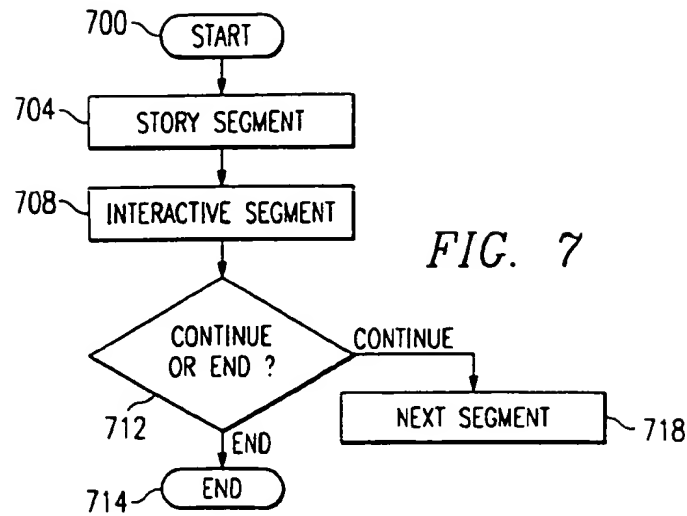 700
START
704
STORY SEGMENT
708
INTERACTIVE SEGMENT
FIG. 7
CONTINUE
OR END ?
CONTINUE
712
NEXT SEGMENT
718
END
714
END